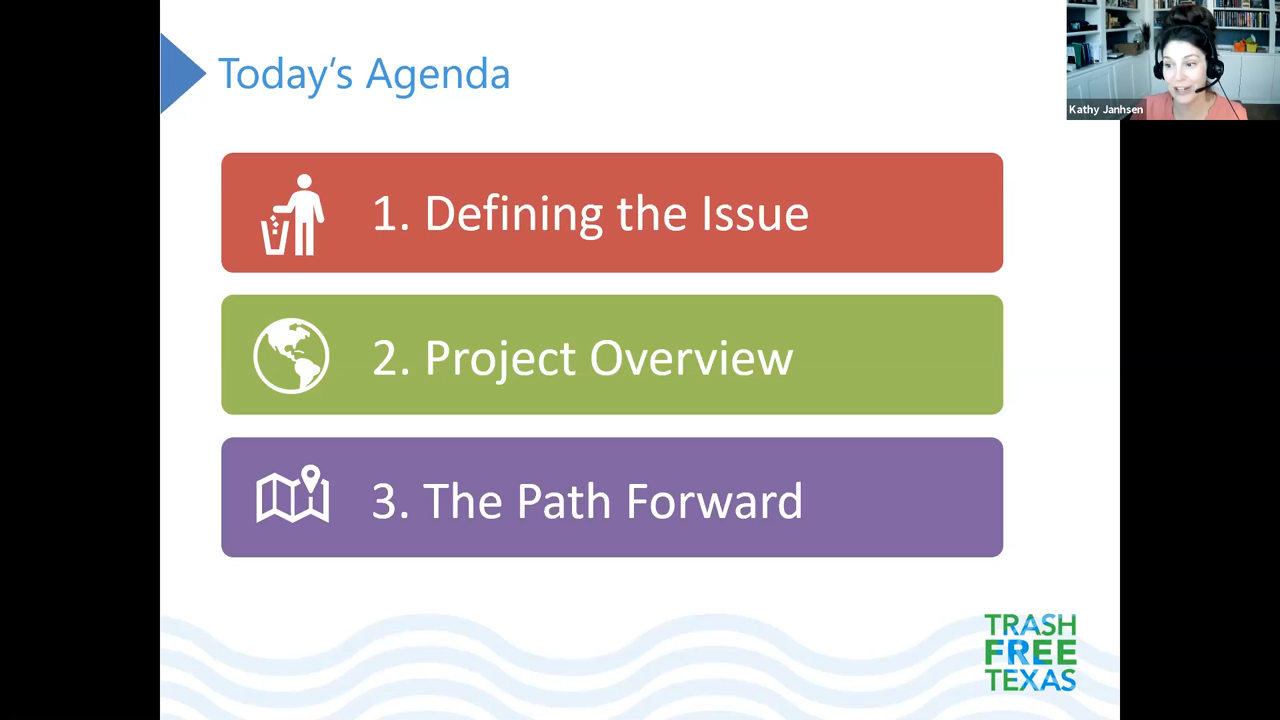 Today's Agenda
Kathy Janhsen
1. Defining the Issue
2. Project Overview
3. The Path Forward
TRASH
FREE
TEXAS